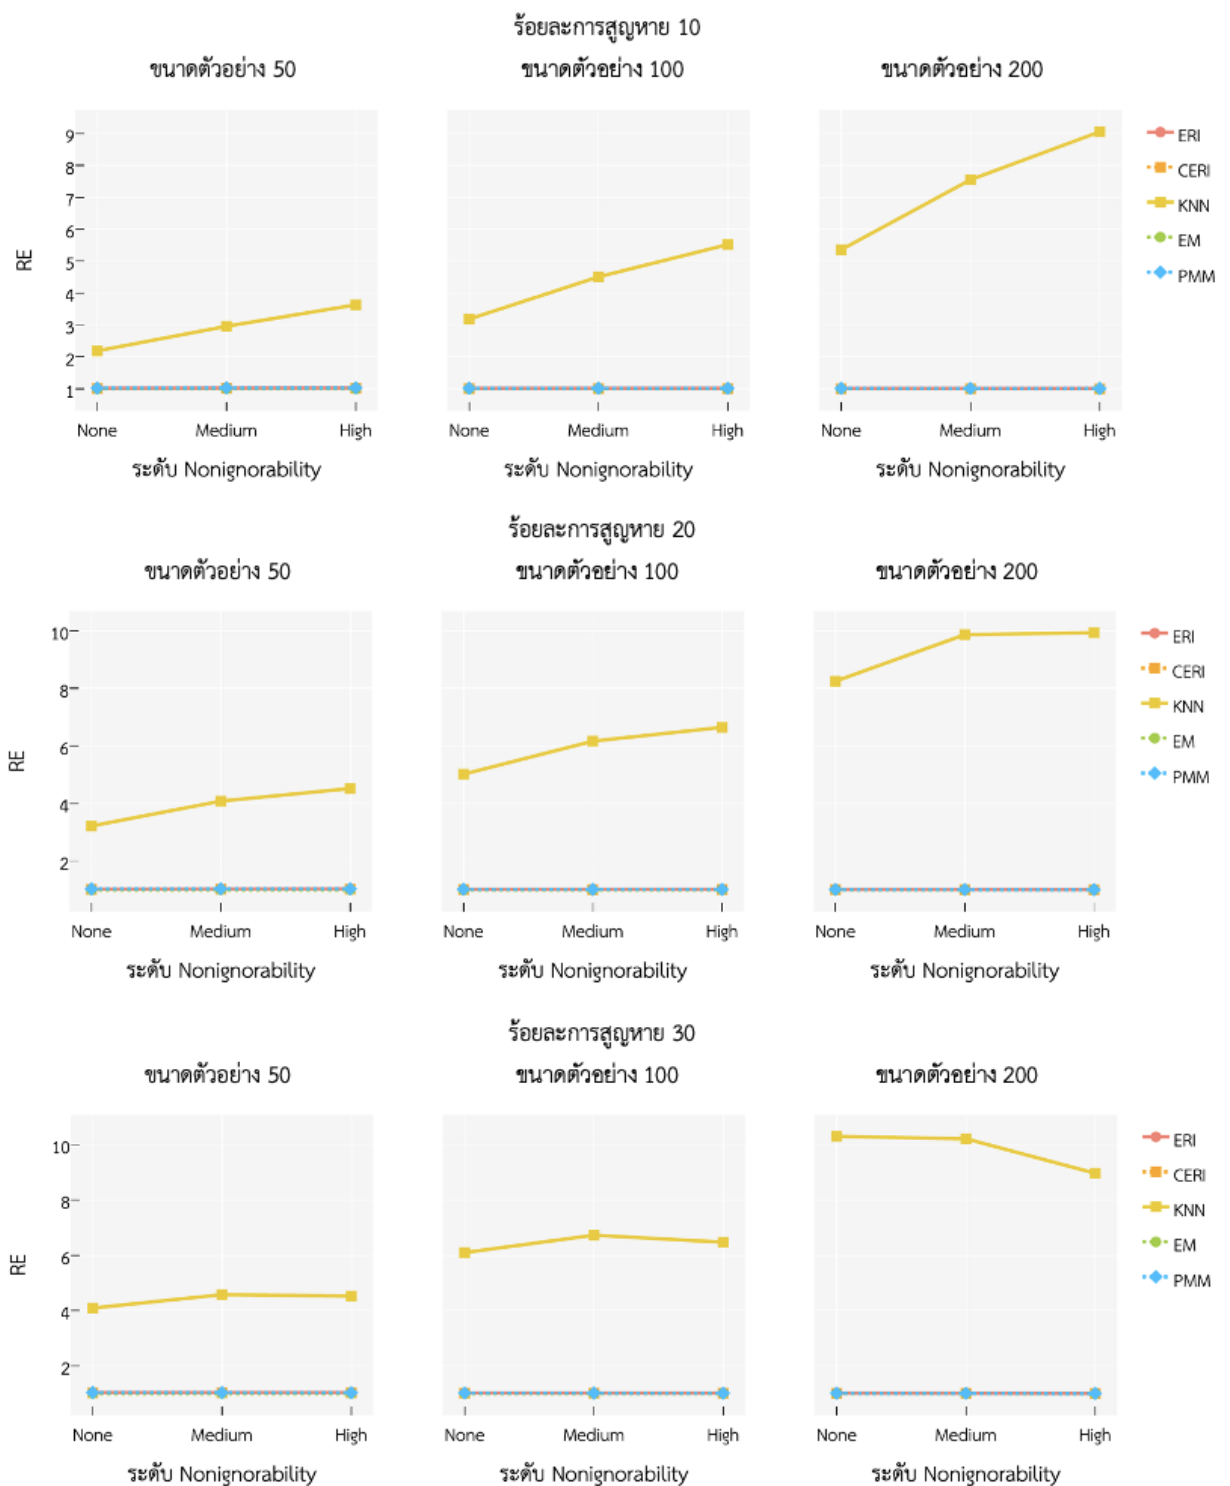 ร้อยละการสูญหาย 10
ขนาดตัวอย่าง 50 ขนาดตัวอย่าง 100 ขนาดตัวอย่าง 200
RE
9
8
7
6
5
4
3
2
1
None Medium High None Medium High None Medium High
ระดับ Nonignorability ระดับ Nonignorability ระดับ Nonignorability
ERI
CERI
KNN
EM
PMM
ร้อยละการสูญหาย 20
ขนาดตัวอย่าง 50 ขนาดตัวอย่าง 100 ขนาดตัวอย่าง 200
RE
10
8
6
4
2
None Medium High None Medium High None Medium High
ระดับ Nonignorability ระดับ Nonignorability ระดับ Nonignorability
ERI
CERI
KNN
EM
PMM
ร้อยละการสูญหาย 30
ขนาดตัวอย่าง 50 ขนาดตัวอย่าง 100 ขนาดตัวอย่าง 200
RE
10
8
6
4
2
None Medium High None Medium High None Medium High
ระดับ Nonignorability ระดับ Nonignorability ระดับ Nonignorability
ERI
CERI
KNN
EM
PMM